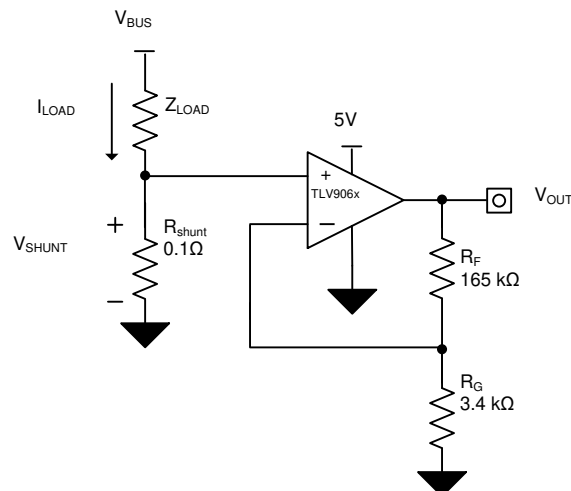 VBUS
ILOAD
ZLOAD
5V
+
TLV906x
−
VOUT
+
VSHUNT
−
Rshunt
0.1Ω
RF
165 kΩ
RG
3.4 kΩ